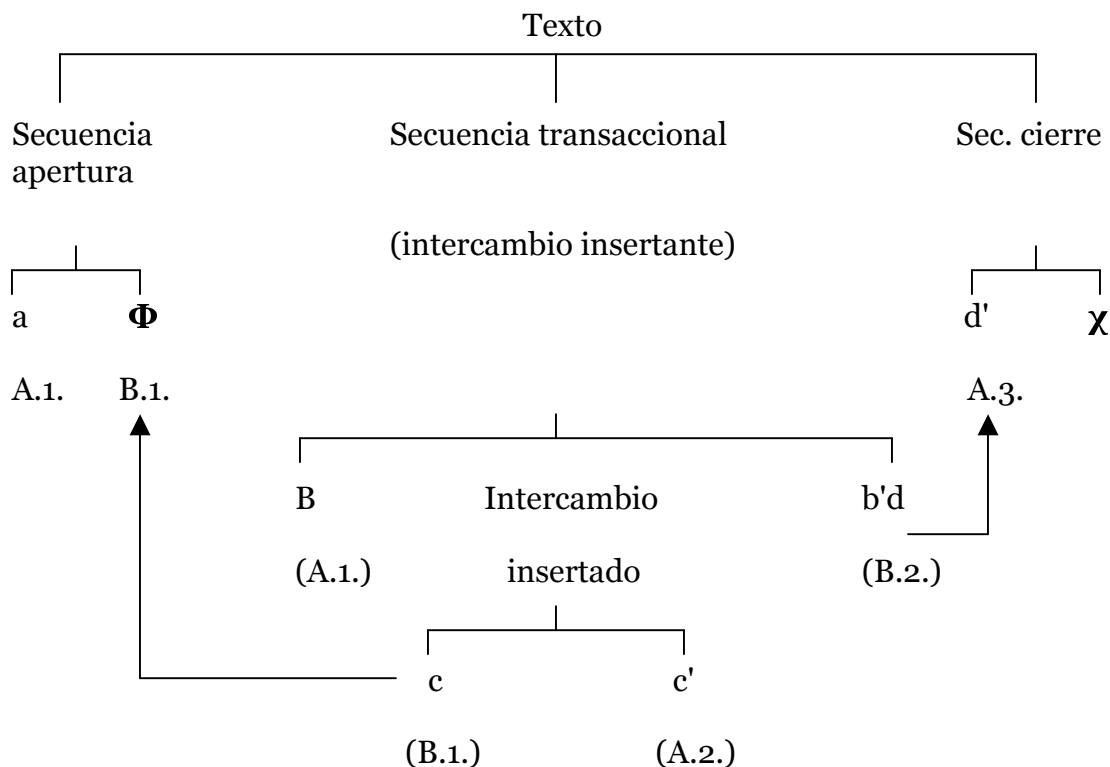 Texto
Secuencia apertura
Secuencia transaccional
Sec. cierre
(intercambio insertante)
a Φ d' χ
A.1. B.1. A.3.
B Intercambio b'd
(A.1.) insertado (B.2.)
c c'
(B.1.) (A.2.)